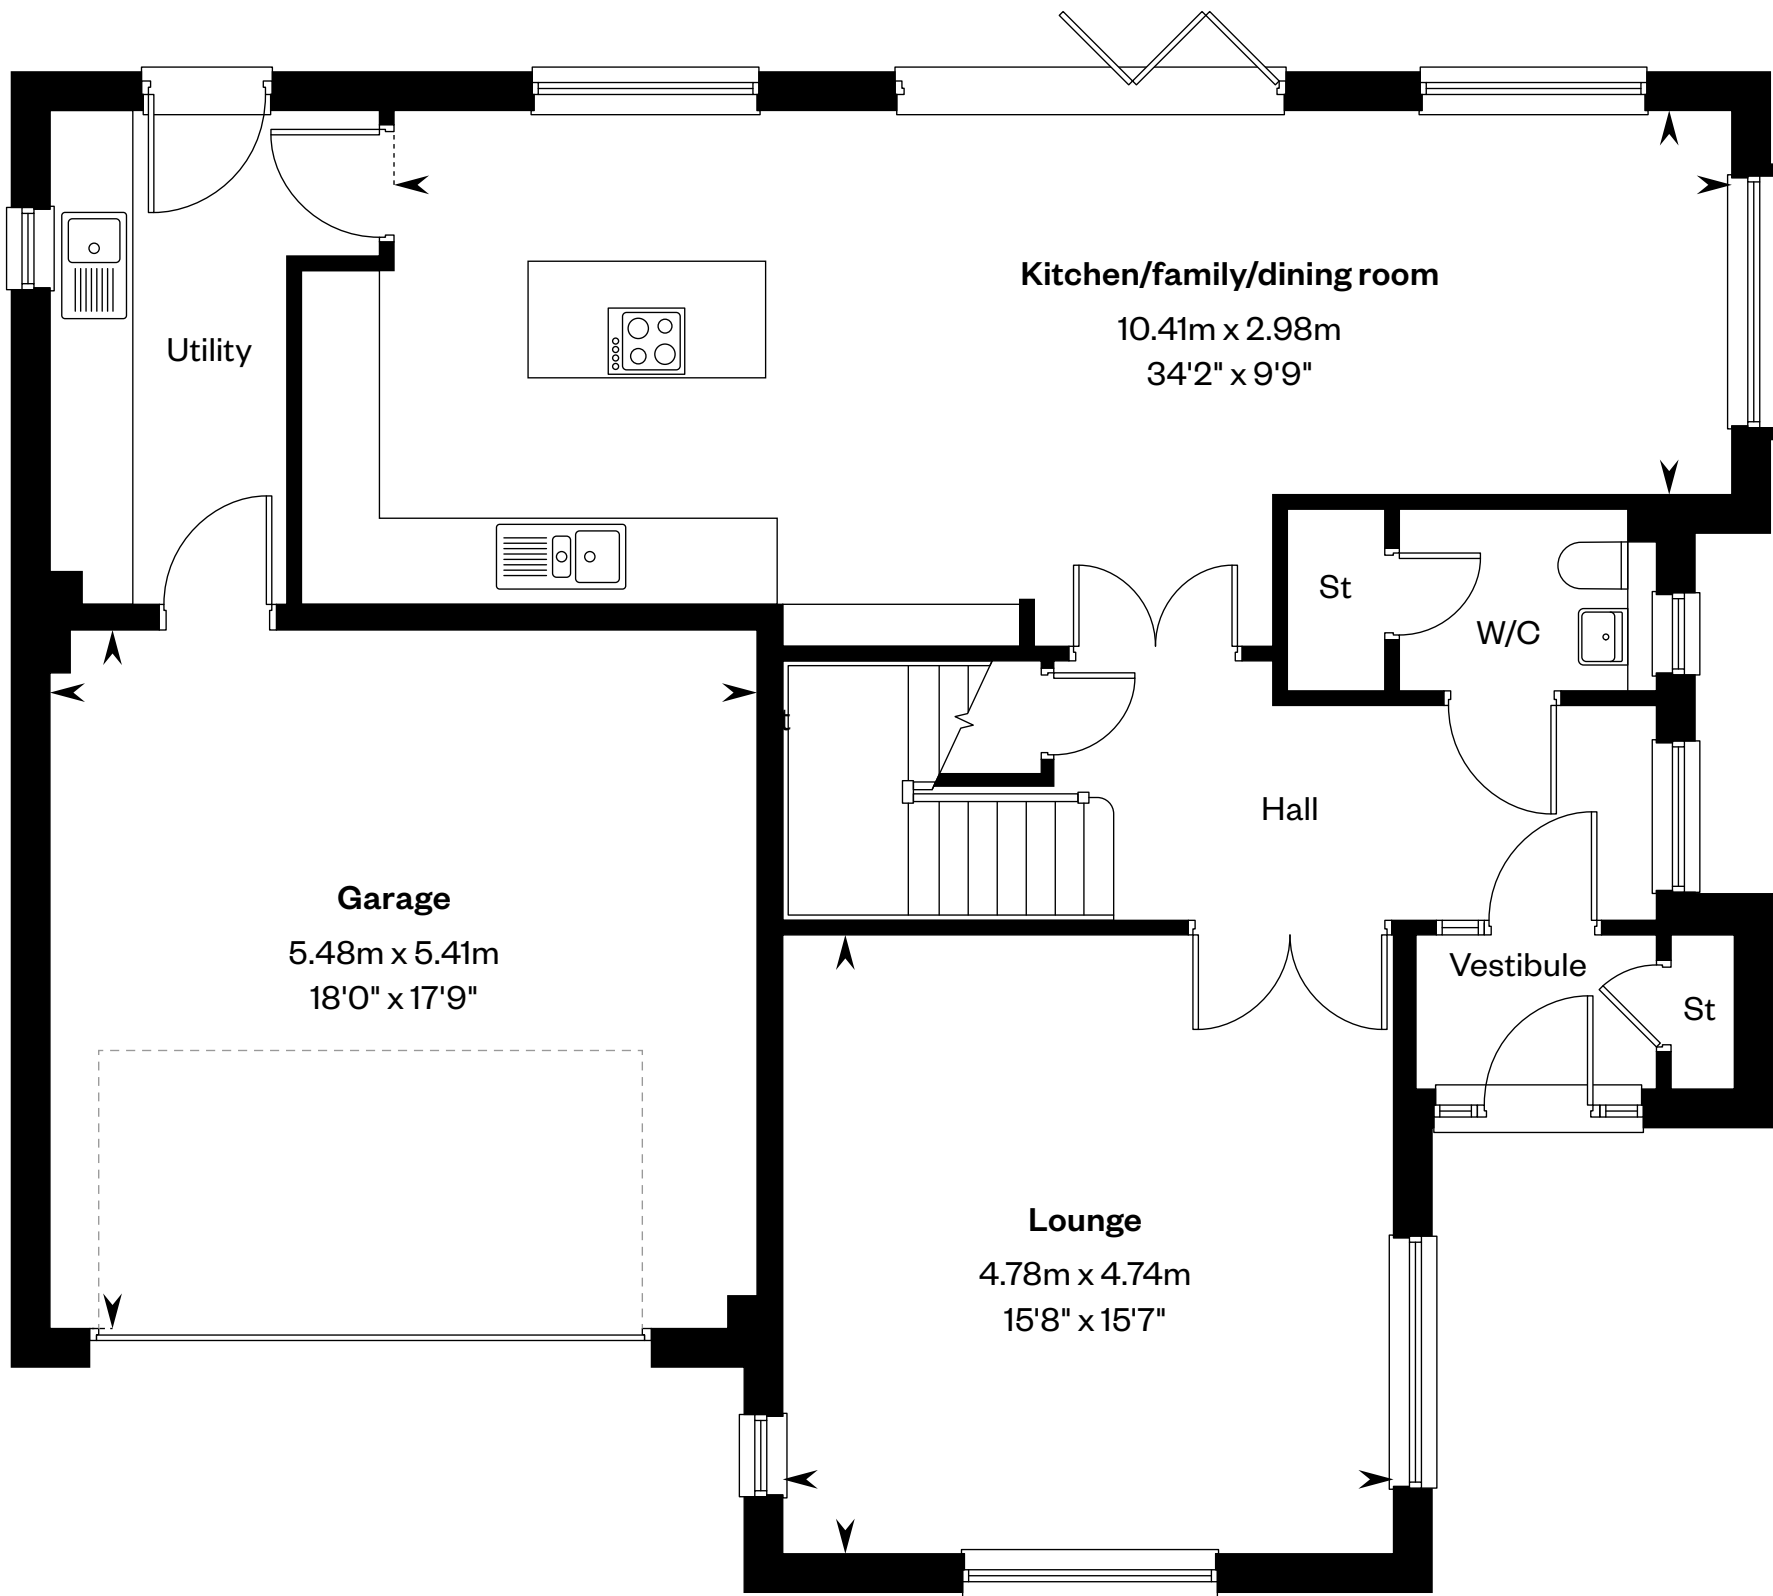 Kitchen/family/dining room
10.41m x 2.98m
34'2" x 9'9"
Utility
St
W/C
Hall
Garage
5.48m x 5.41m
18'0" x 17'9"
Vestibule
St
Lounge
4.78m x 4.74m
15'8" x 15'7"